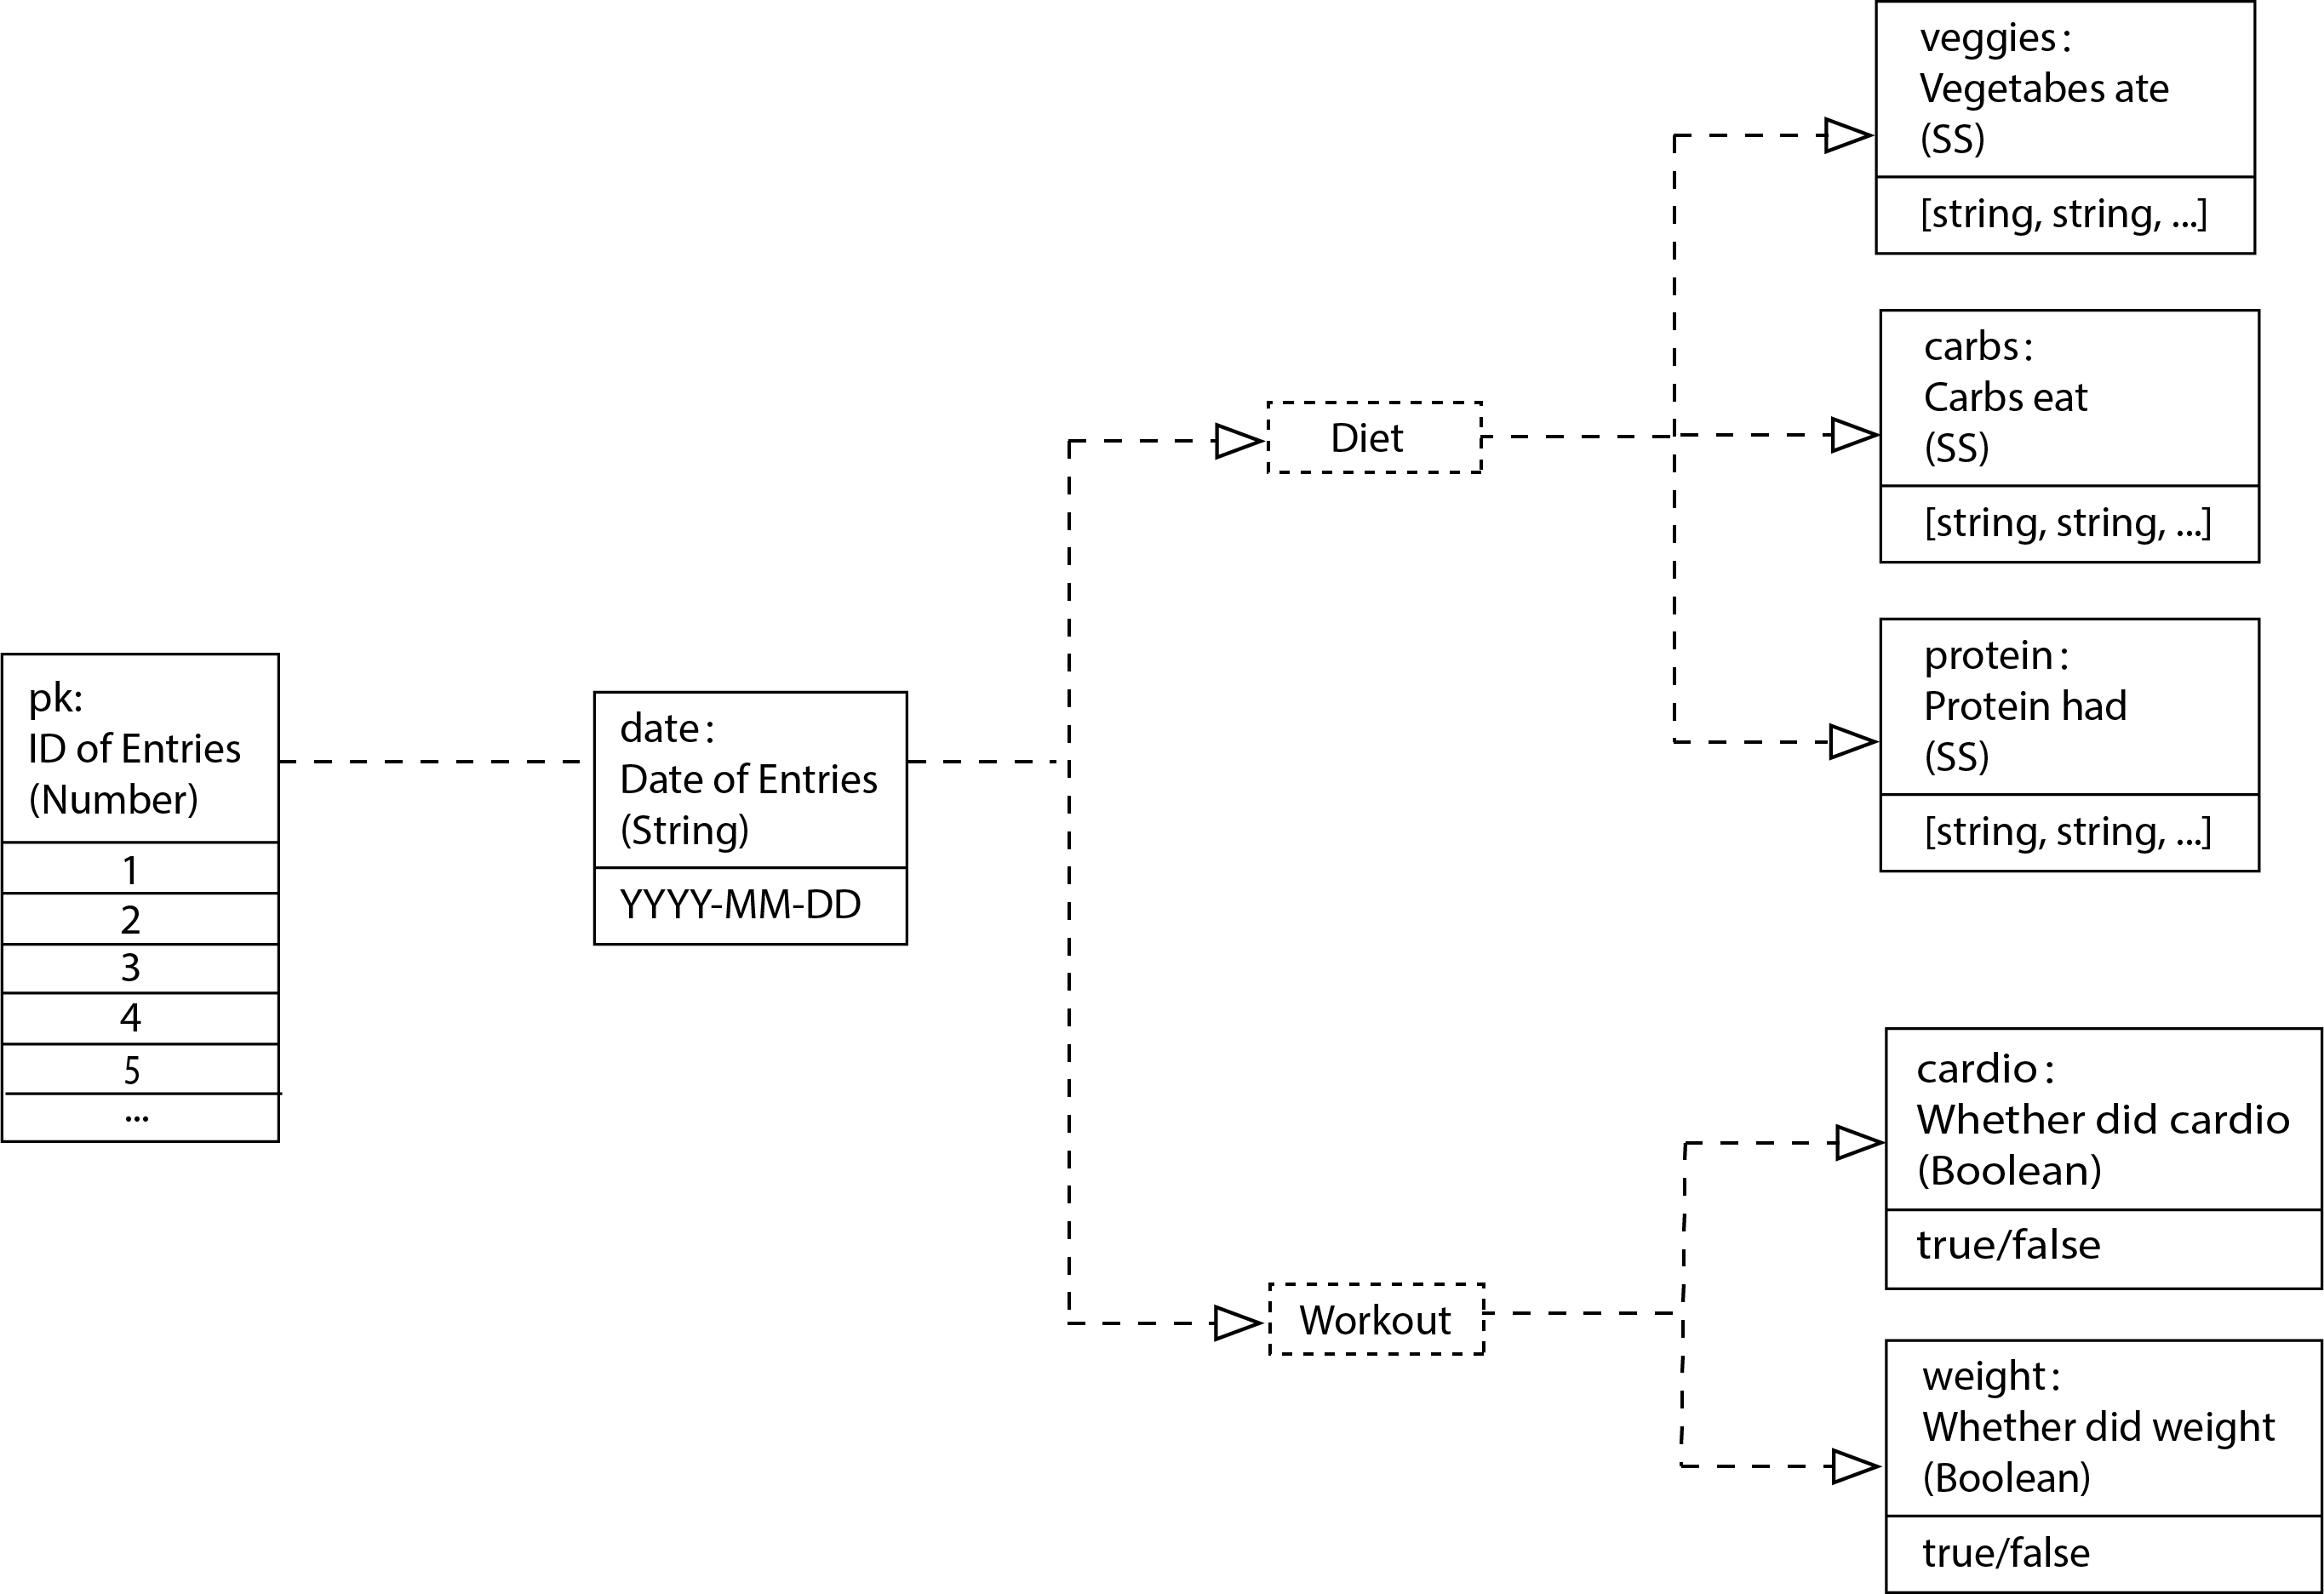 pk:
ID of Entries
(Number)
1
2
3
4
5
...
date :
Date of Entries
(String)
YYYY-MM-DD
Diet
veggies :
Vegetabes ate
(SS)
[string, string, ...]
carbs :
Carbs eat
(SS)
[string, string, ...]
protein :
Protein had
(SS)
[string, string, ...]
Workout
cardio :
Whether did cardio
(Boolean)
true/false
weight :
Whether did weight
(Boolean)
true/false